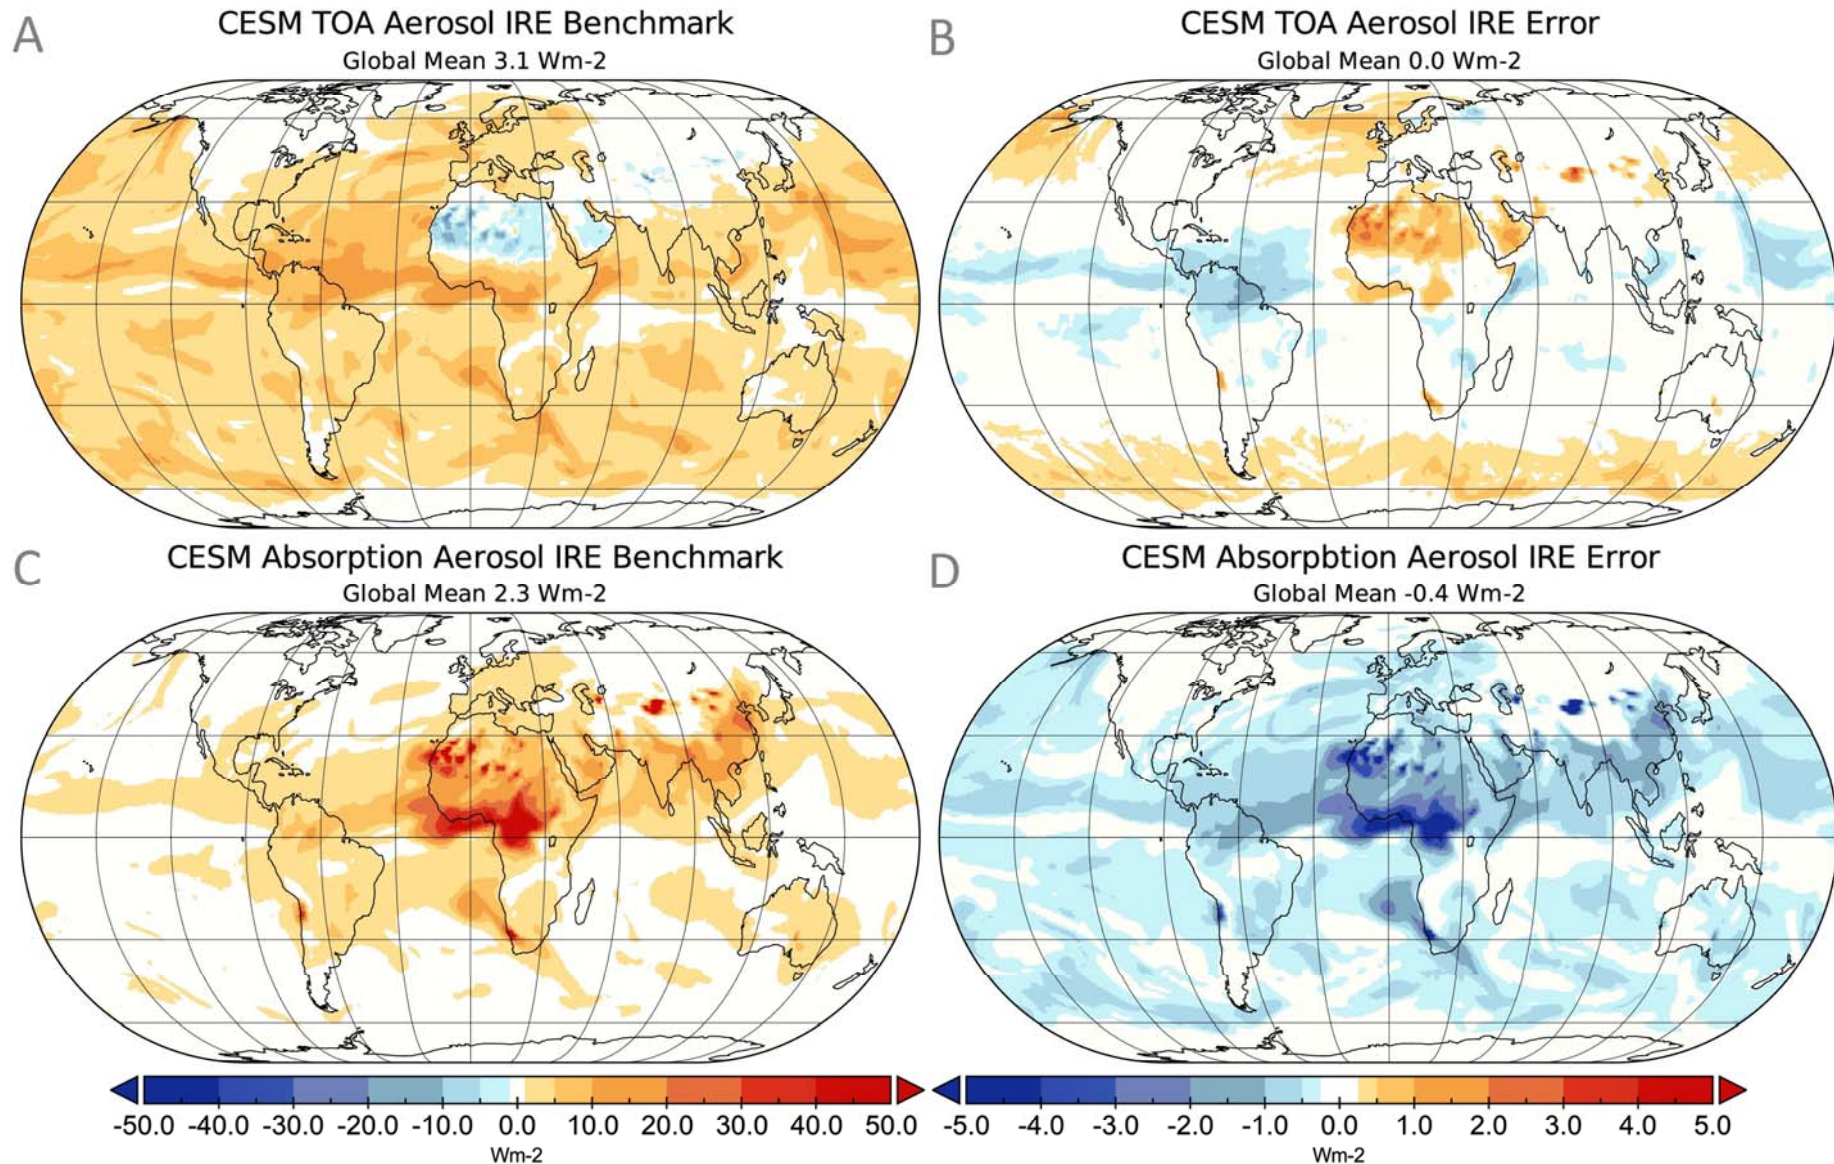 A
CESM TOA Aerosol IRE Benchmark
Global Mean 3.1 Wm-2
B
CESM TOA Aerosol IRE Error
Global Mean 0.0 Wm-2
C
CESM Absorption Aerosol IRE Benchmark
Global Mean 2.3 Wm-2
D
CESM Absorpbtion Aerosol IRE Error
Global Mean -0.4 Wm-2
-50.0 -40.0 -30.0 -20.0 -10.0 0.0 10.0 20.0 30.0 40.0 50.0
Wm-2
-5.0 -4.0 -3.0 -2.0 -1.0 0.0 1.0 2.0 3.0 4.0 5.0
Wm-2